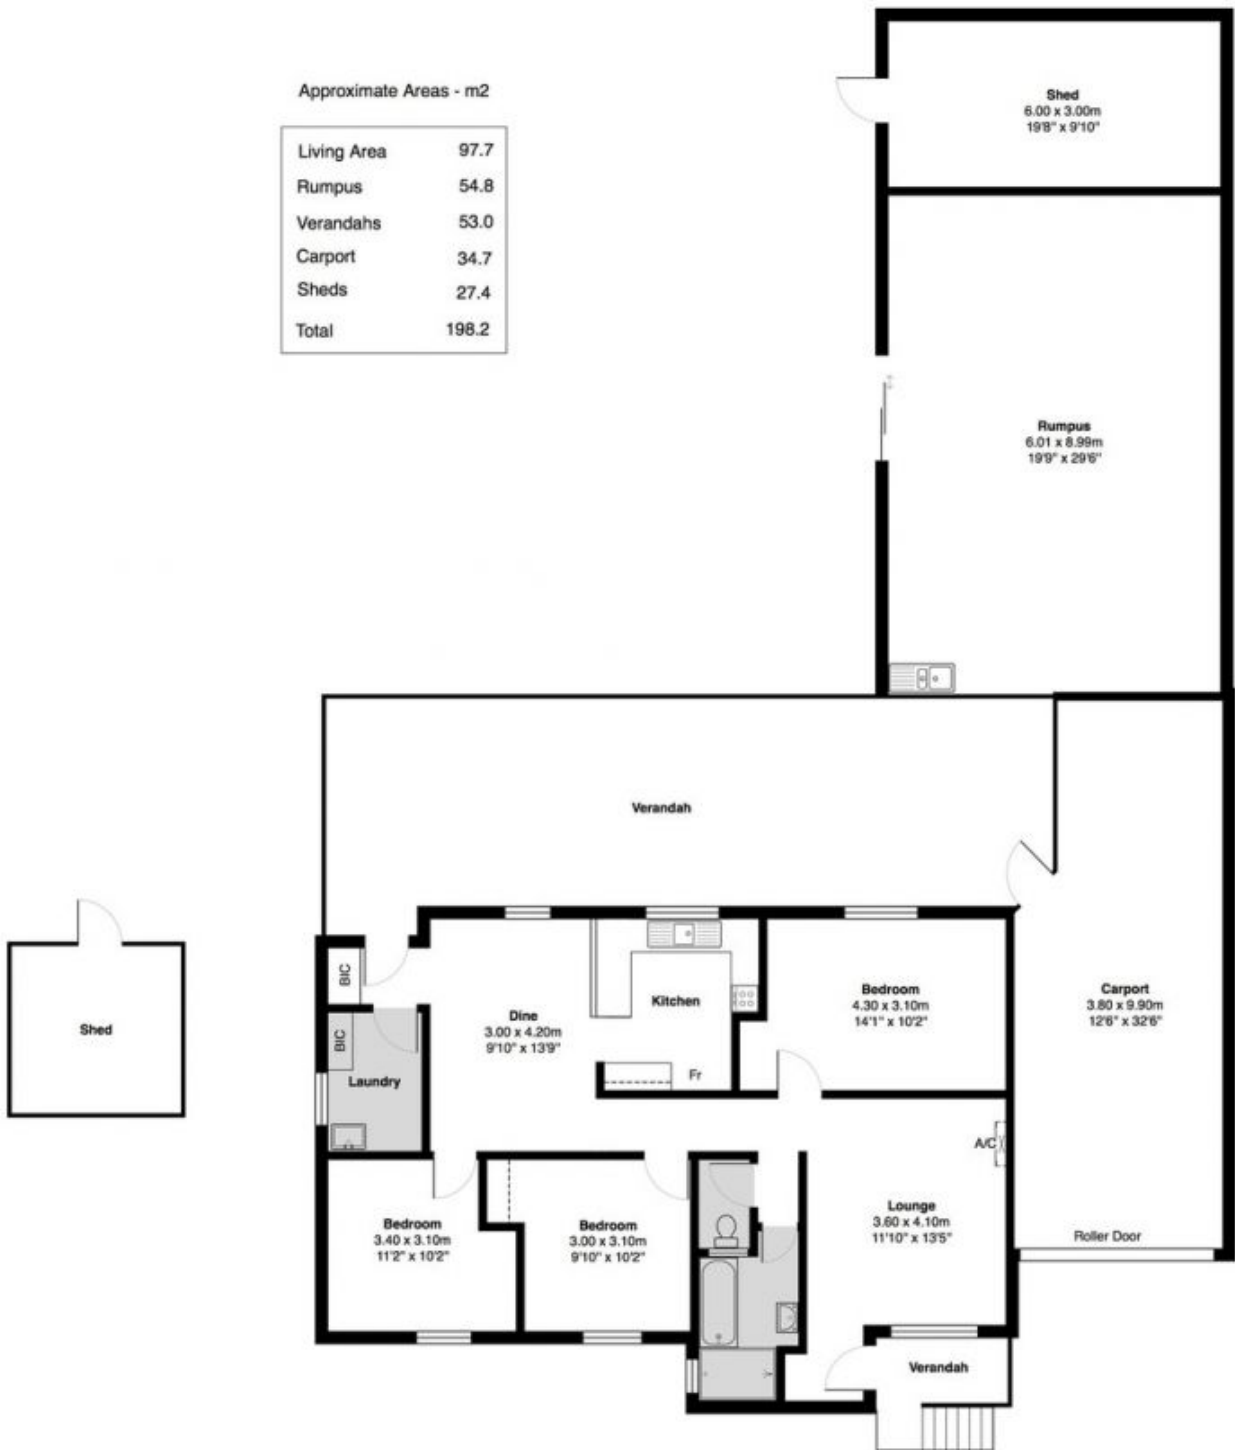 Approximate Areas - m2
Living Area 97.7
Rumpus 54.8
Verandahs 53.0
Carport 34.7
Sheds 27.4
Total 198.2
Shed
6.00 x 3.00m
19'8" x 9'10"
Rumpus
6.01 x 8.99m
19'9" x 29'6"
Verandah
Shed
BIC
BIC
Laundry
Dine
3.00 x 4.20m
9'10" x 13'9"
Kitchen
Fr
Bedroom
4.30 x 3.10m
14'1" x 10'2"
Carport
3.80 x 9.90m
12'6" x 32'6"
A/C
Bedroom
3.40 x 3.10m
11'2" x 10'2"
Bedroom
3.00 x 3.10m
9'10" x 10'2"
Lounge
3.60 x 4.10m
11'10" x 13'5"
Roller Door
Verandah